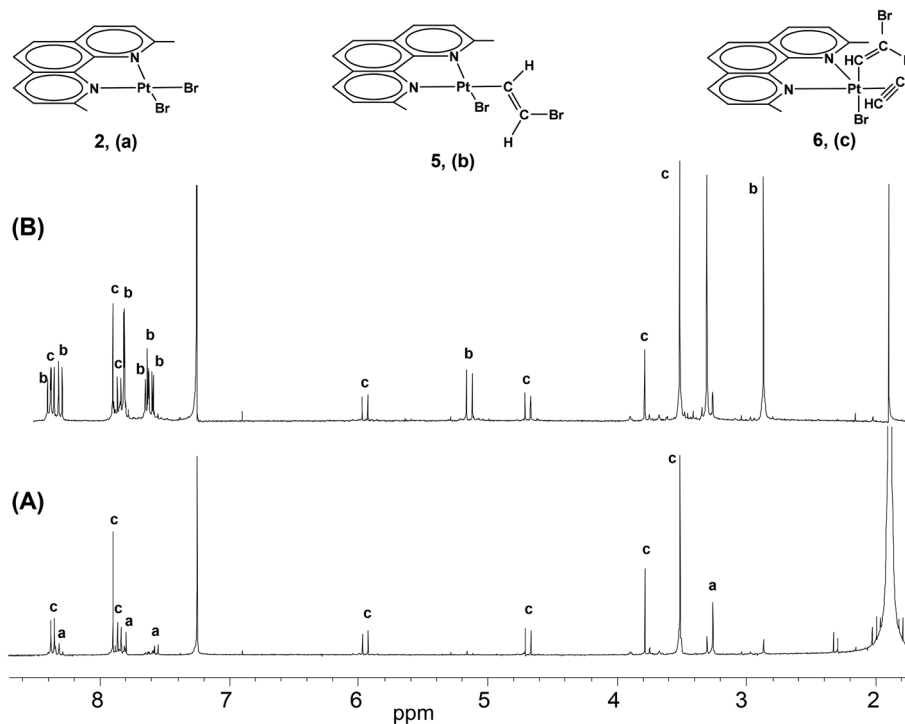 N
N Pt Br
Br
2, (a)
N H
N Pt
Br Br
H
5, (b)
Br
N HC
N Pt
HC
Br
6, (c)
(B)
b c b c c b b b b c b c c c b
(A)
c a c c a a c c c c a
8 7 6 5 4 3 2
ppm